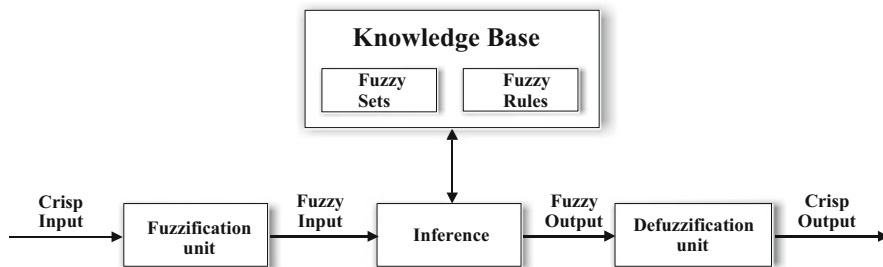 Knowledge Base
Fuzzy
Sets
Fuzzy
Rules
Crisp
Input
Fuzzification
unit
Fuzzy
Input
Inference
Fuzzy
Output
Defuzzification
unit
Crisp
Output